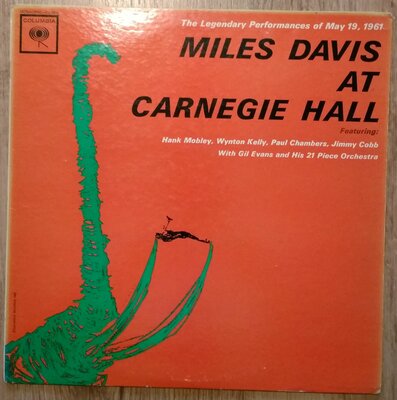 COLUMBIA
The Legendary Performances of May 19, 1961
MILES DAVIS
AT
CARNEGIE HALL
Featuring:
Hank Mobley, Wynton Kelly, Paul Chambers, Jimmy Cobb
With Gil Evans and His 21 Piece Orchestra